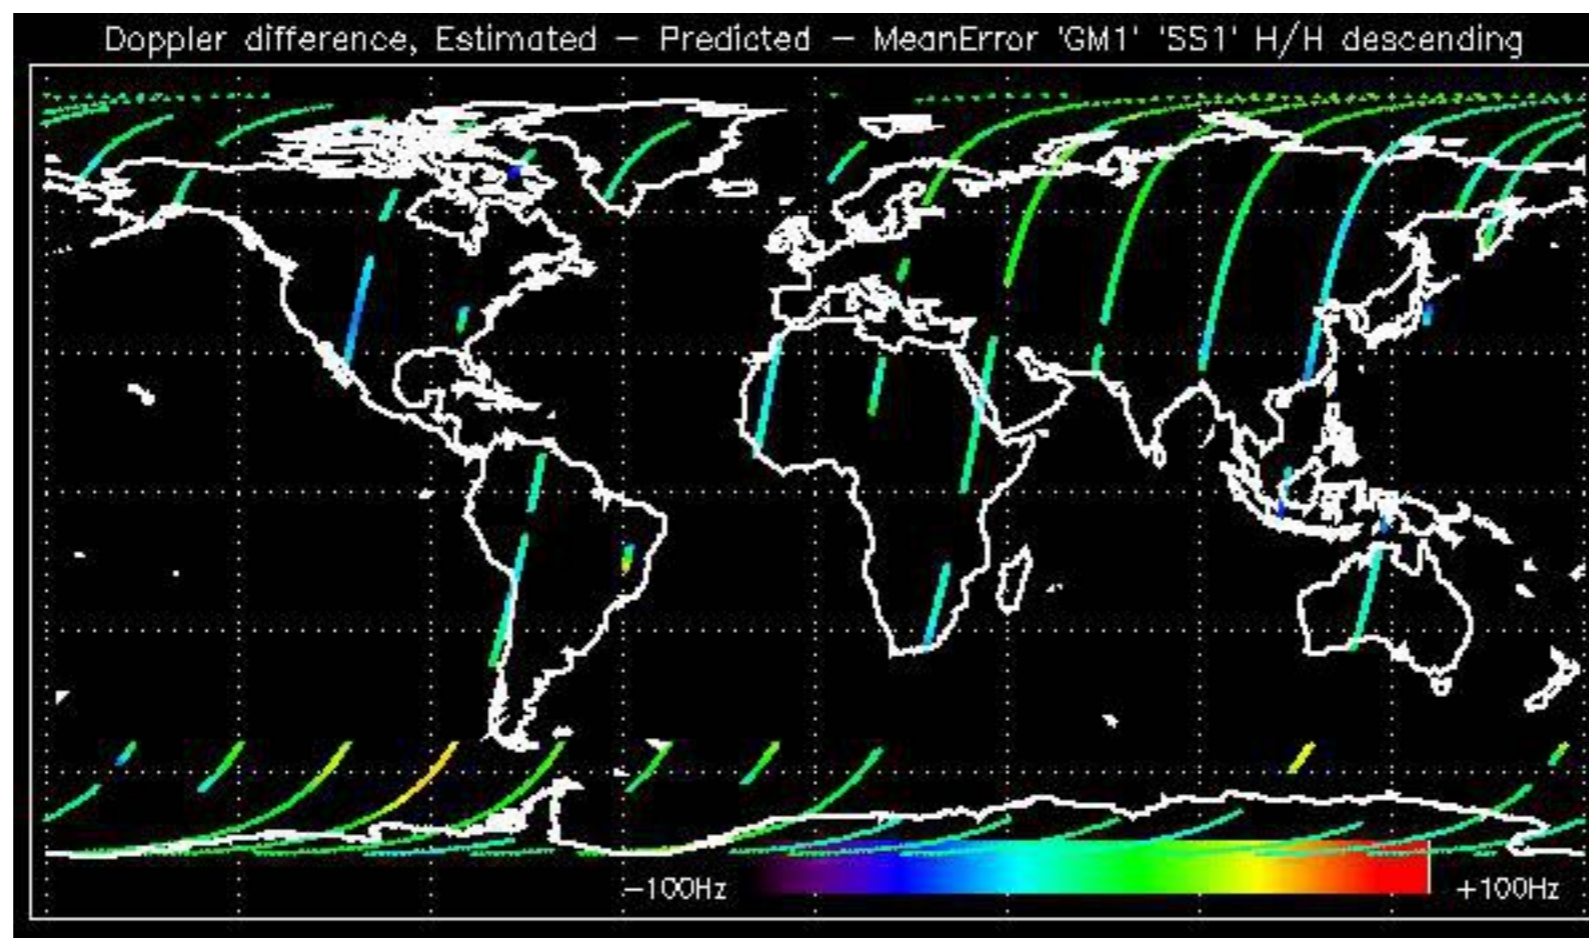 Doppler difference, Estimated – Predicted – MeanError 'GM1' 'SS1' H/H descending
−100Hz
+100Hz